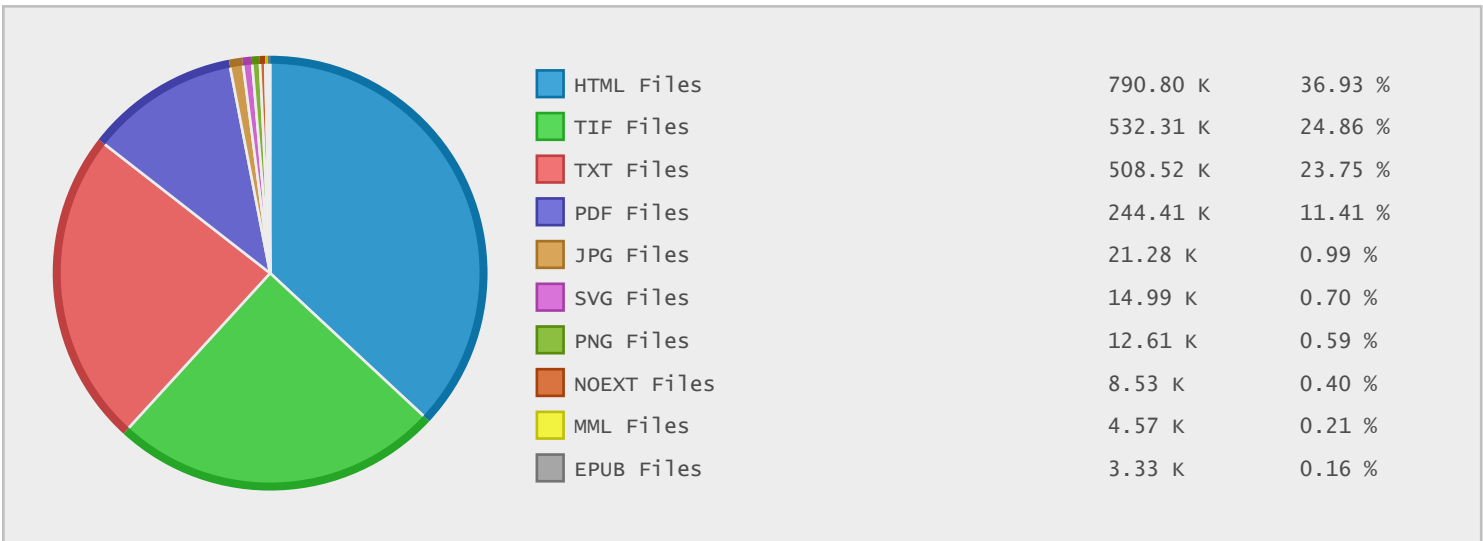 HTML Files 790.80 K 36.93 %
TIF Files 532.31 K 24.86 %
TXT Files 508.52 K 23.75 %
PDF Files 244.41 K 11.41 %
JPG Files 21.28 K 0.99 %
SVG Files 14.99 K 0.70 %
PNG Files 12.61 K 0.59 %
NOEXT Files 8.53 K 0.40 %
MML Files 4.57 K 0.21 %
EPUB Files 3.33 K 0.16 %